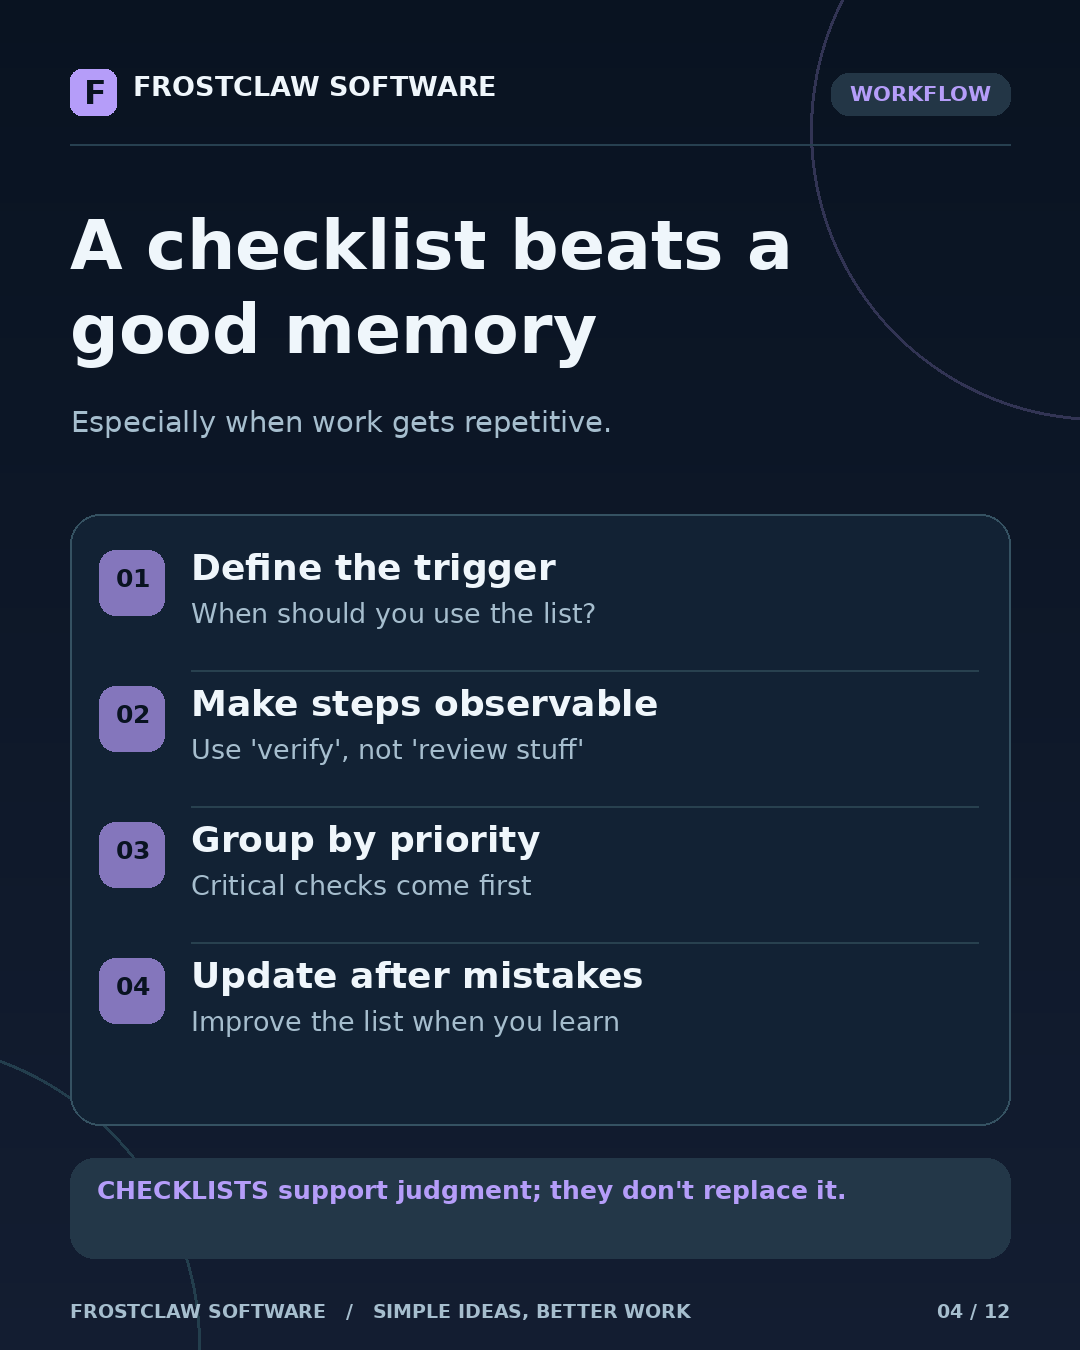 F FROSTCLAW SOFTWARE
WORKFLOW
A checklist beats a
good memory
Especially when work gets repetitive.
01 Define the trigger
When should you use the list?
02 Make steps observable
Use 'verify', not 'review stuff'
03 Group by priority
Critical checks come first
04 Update after mistakes
Improve the list when you learn
CHECKLISTS support judgment; they don't replace it.
FROSTCLAW SOFTWARE / SIMPLE IDEAS, BETTER WORK 04 / 12